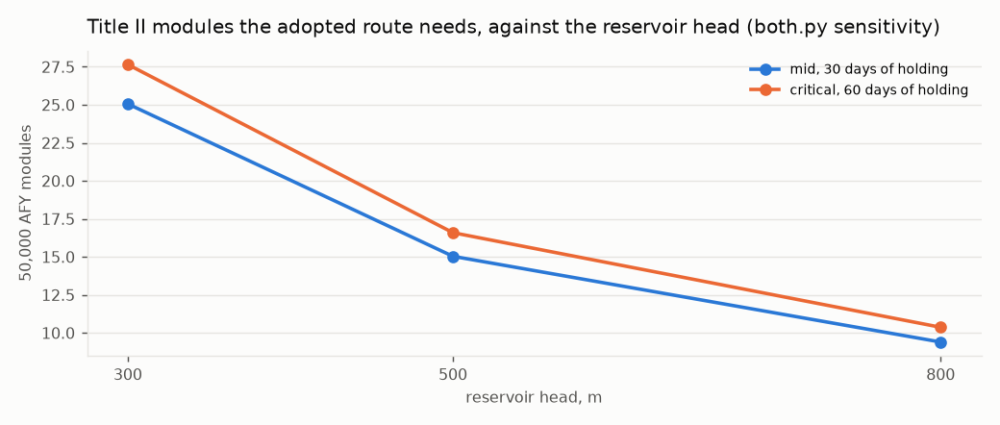 Title II modules the adopted route needs, against the reservoir head (both.py sensitivity)
mid, 30 days of holding
critical, 60 days of holding
50,000 AFY modules
27.5
25.0
22.5
20.0
17.5
15.0
12.5
10.0
300
500
800
reservoir head, m